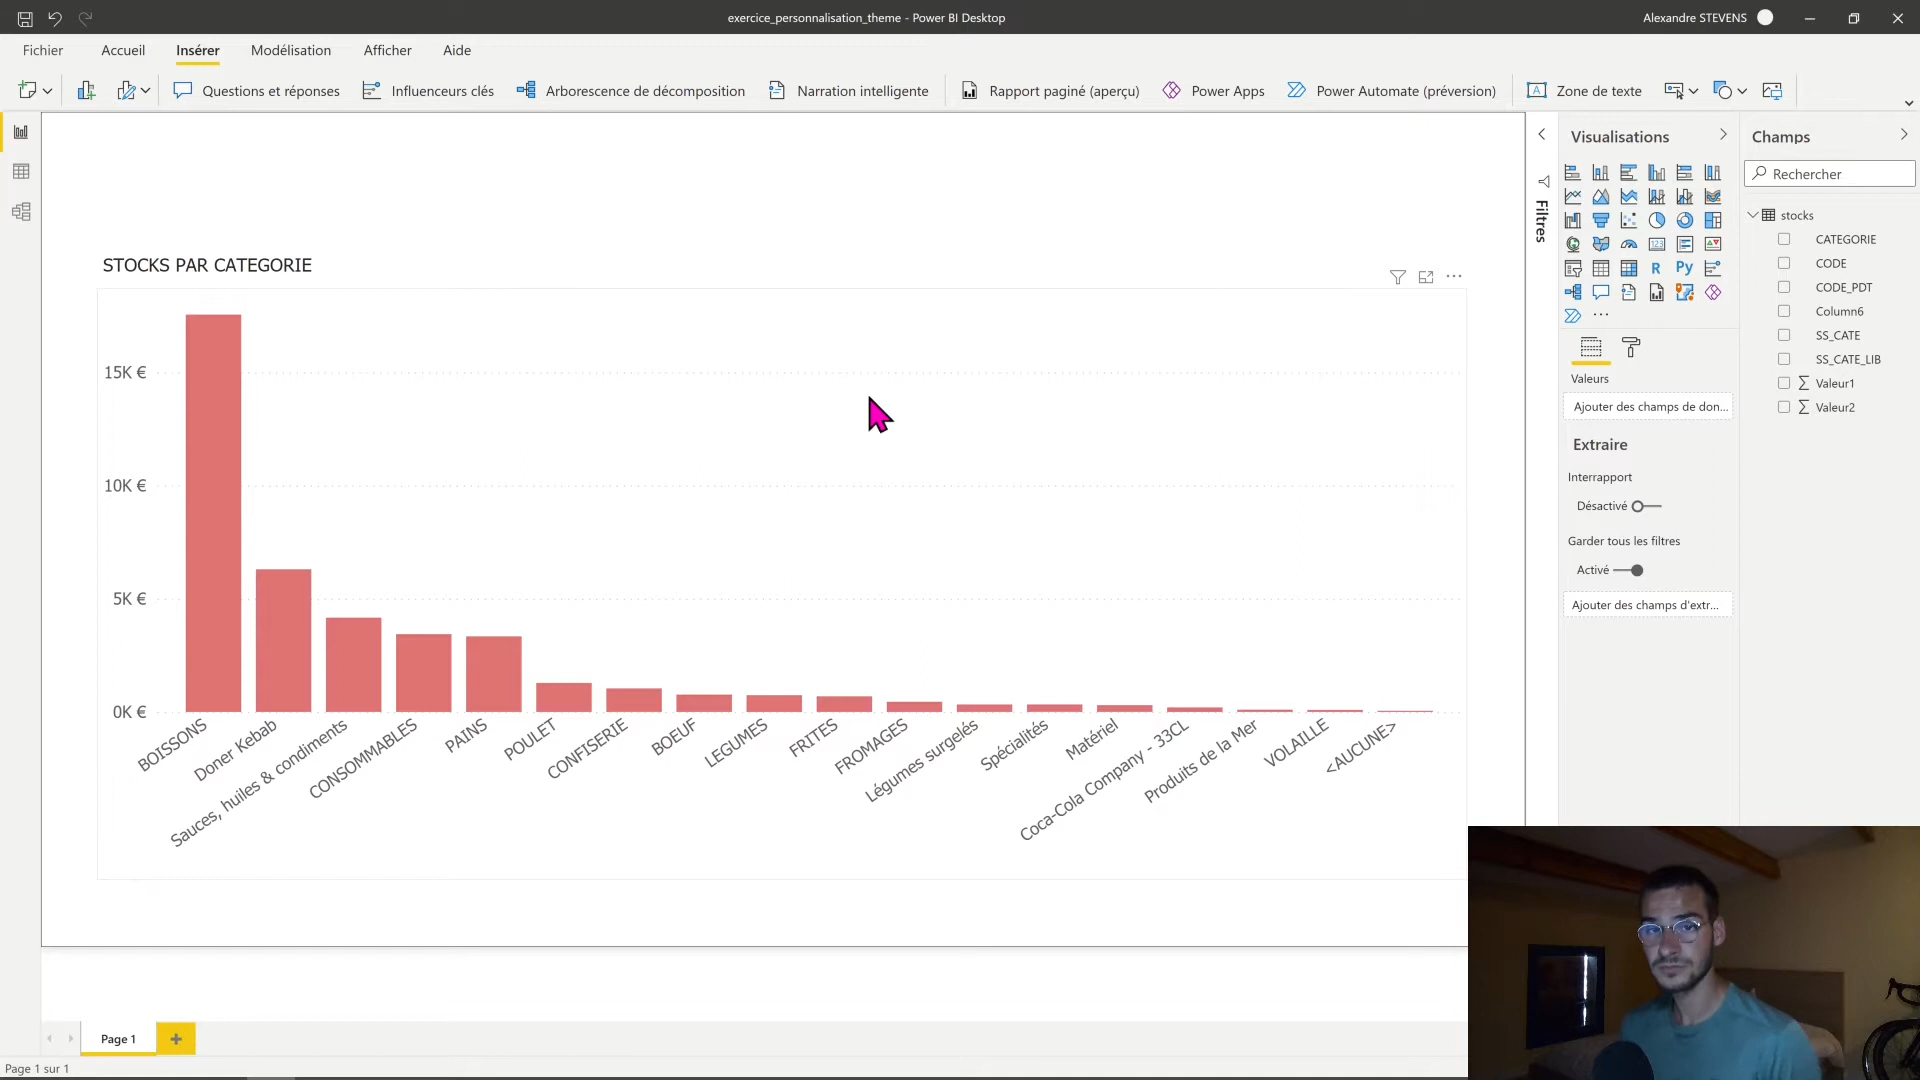 exercice_personnalisation_theme - Power BI Desktop
Alexandre STEVENS
Fichier
Accueil
Insérer
Modélisation
Afficher
Aide
Questions et réponses
Influenceurs clés
Arborescence de décomposition
Narration intelligente
Rapport paginé (aperçu)
Power Apps
Power Automate (préversion)
Zone de texte
STOCKS PAR CATEGORIE
15K €
10K €
5K €
0K €
BOISSONS
Doner Kebab
Sauces, huiles & condiments
CONSOMMABLES
PAINS
POULET
CONFISERIE
BOEUF
LEGUMES
FRITES
FROMAGES
Légumes surgelés
Spécialités
Matériel
Coca-Cola Company - 33CL
Produits de la Mer
VOLAILLE
<AUCUNE>
Filtres
Visualisations
123
R
Py
Valeurs
Ajouter des champs de don...
Extraire
Interrapport
Désactivé
Garder tous les filtres
Activé
Ajouter des champs d'extr...
Champs
Rechercher
stocks
CATEGORIE
CODE
CODE_PDT
Column6
SS_CATE
SS_CATE_LIB
Σ Valeur1
Σ Valeur2
Page 1
Page 1 sur 1